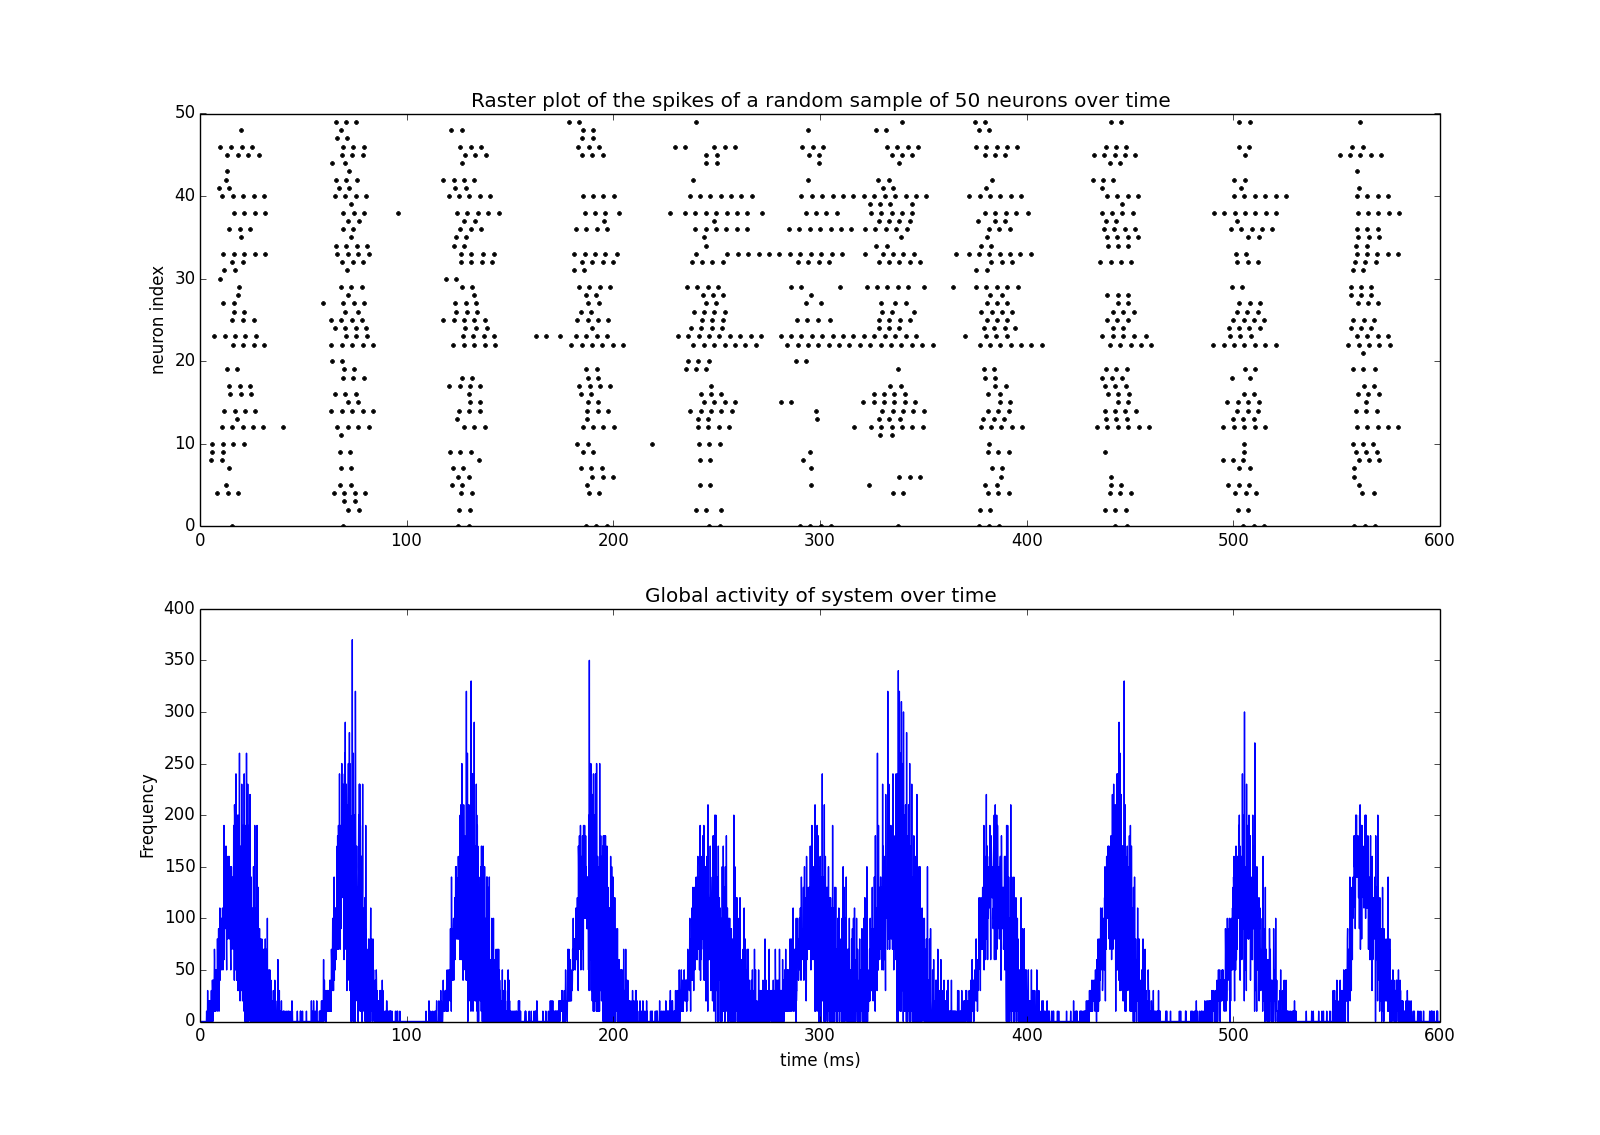 Raster plot of the spikes of a random sample of 50 neurons over time
50
40
30
20
10
0
neuron index
0 100 200 300 400 500 600
Global activity of system over time
400
350
300
250
200
150
100
50
0
Frequency
0 100 200 300 400 500 600
time (ms)